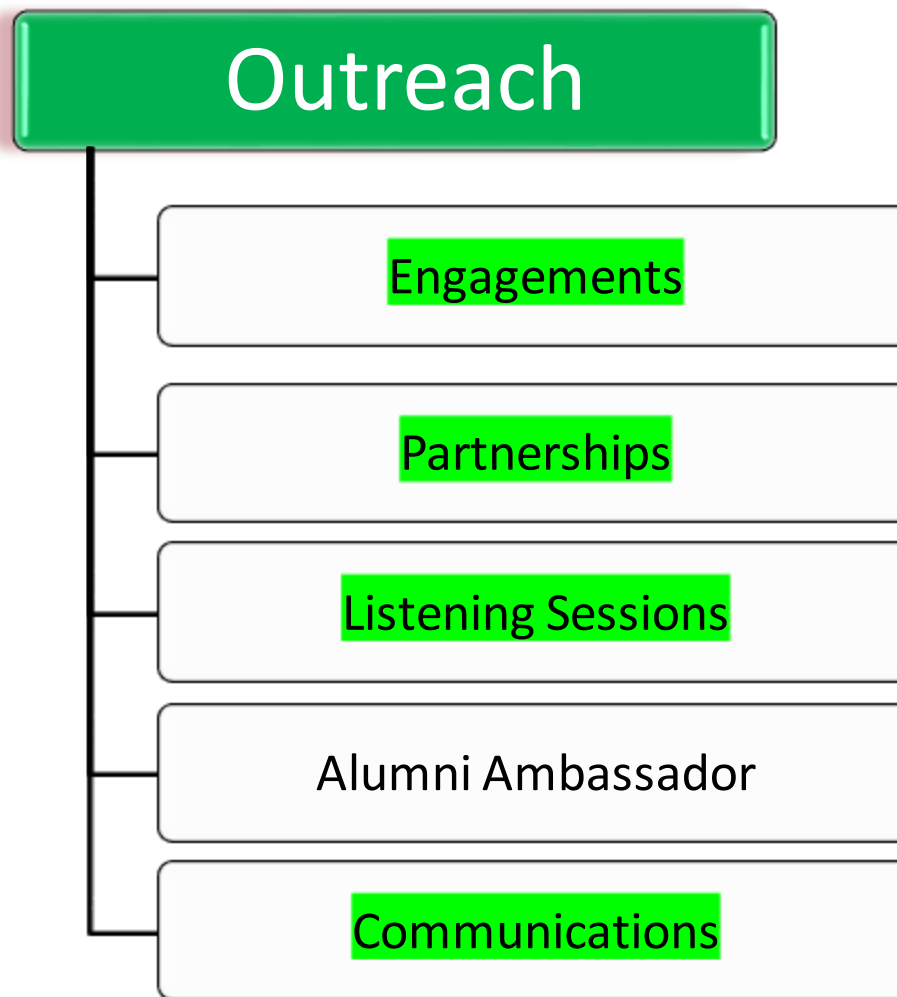 Outreach
Engagements
Partnerships
Listening Sessions
Alumni Ambassador
Communications